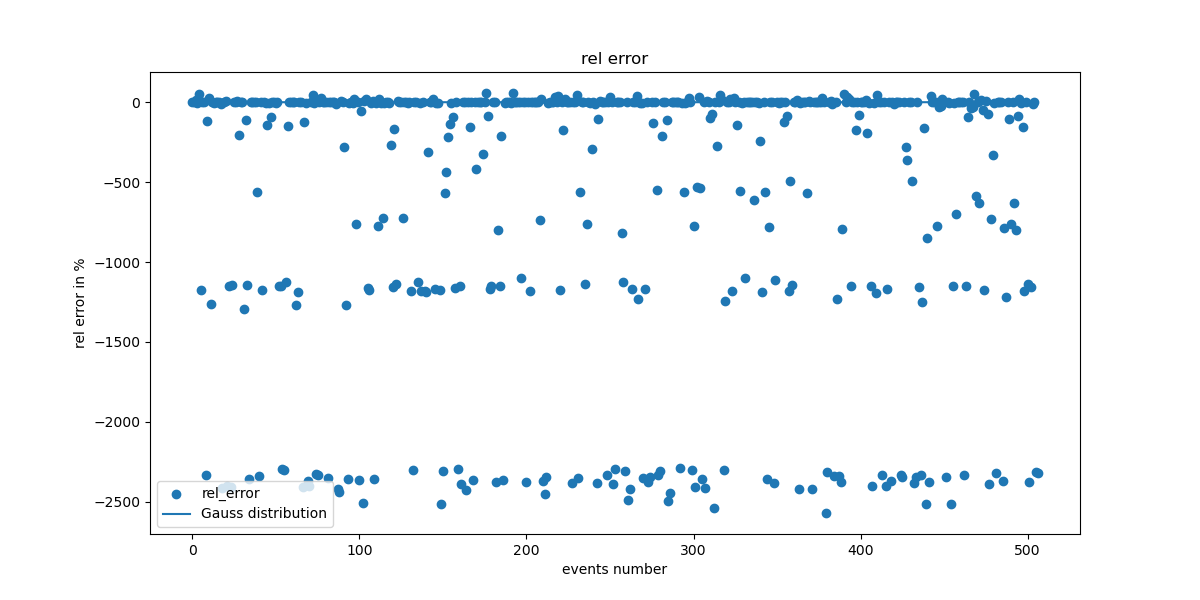 rel error
rel error in %
0
−500
−1000
−1500
−2000
−2500
rel_error
Gauss distribution
0
100
200
300
400
500
events number